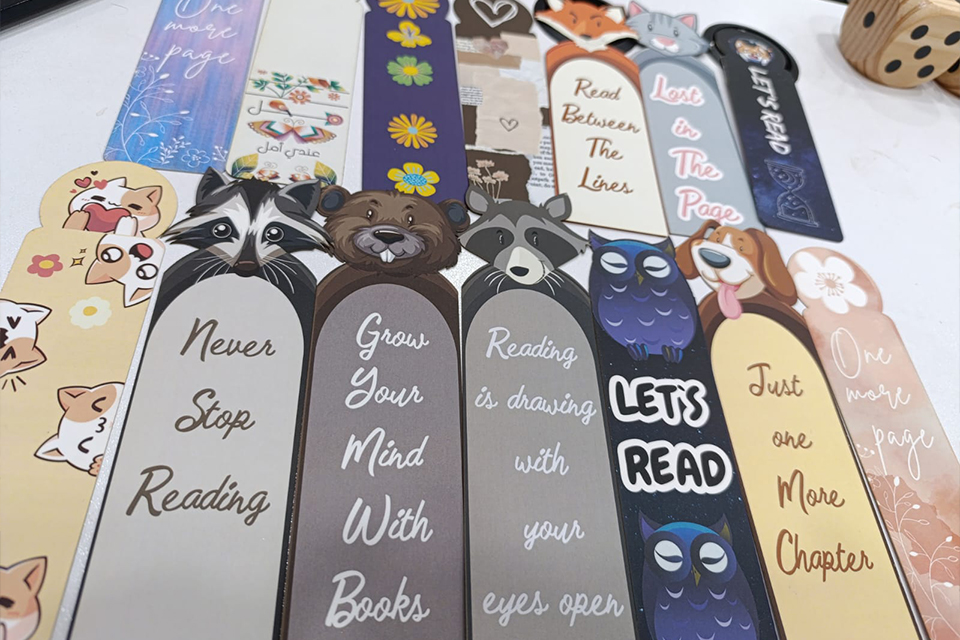 One
more
page
عندي أمل
Read
Between
The
Lines
Lost
in
The
Page
LET'S READ
Never
Stop
Reading
Grow
Your
Mind
With
Books
Reading
is drawing
with
your
eyes open
LET'S
READ
Just
one
More
Chapter
One
more
page